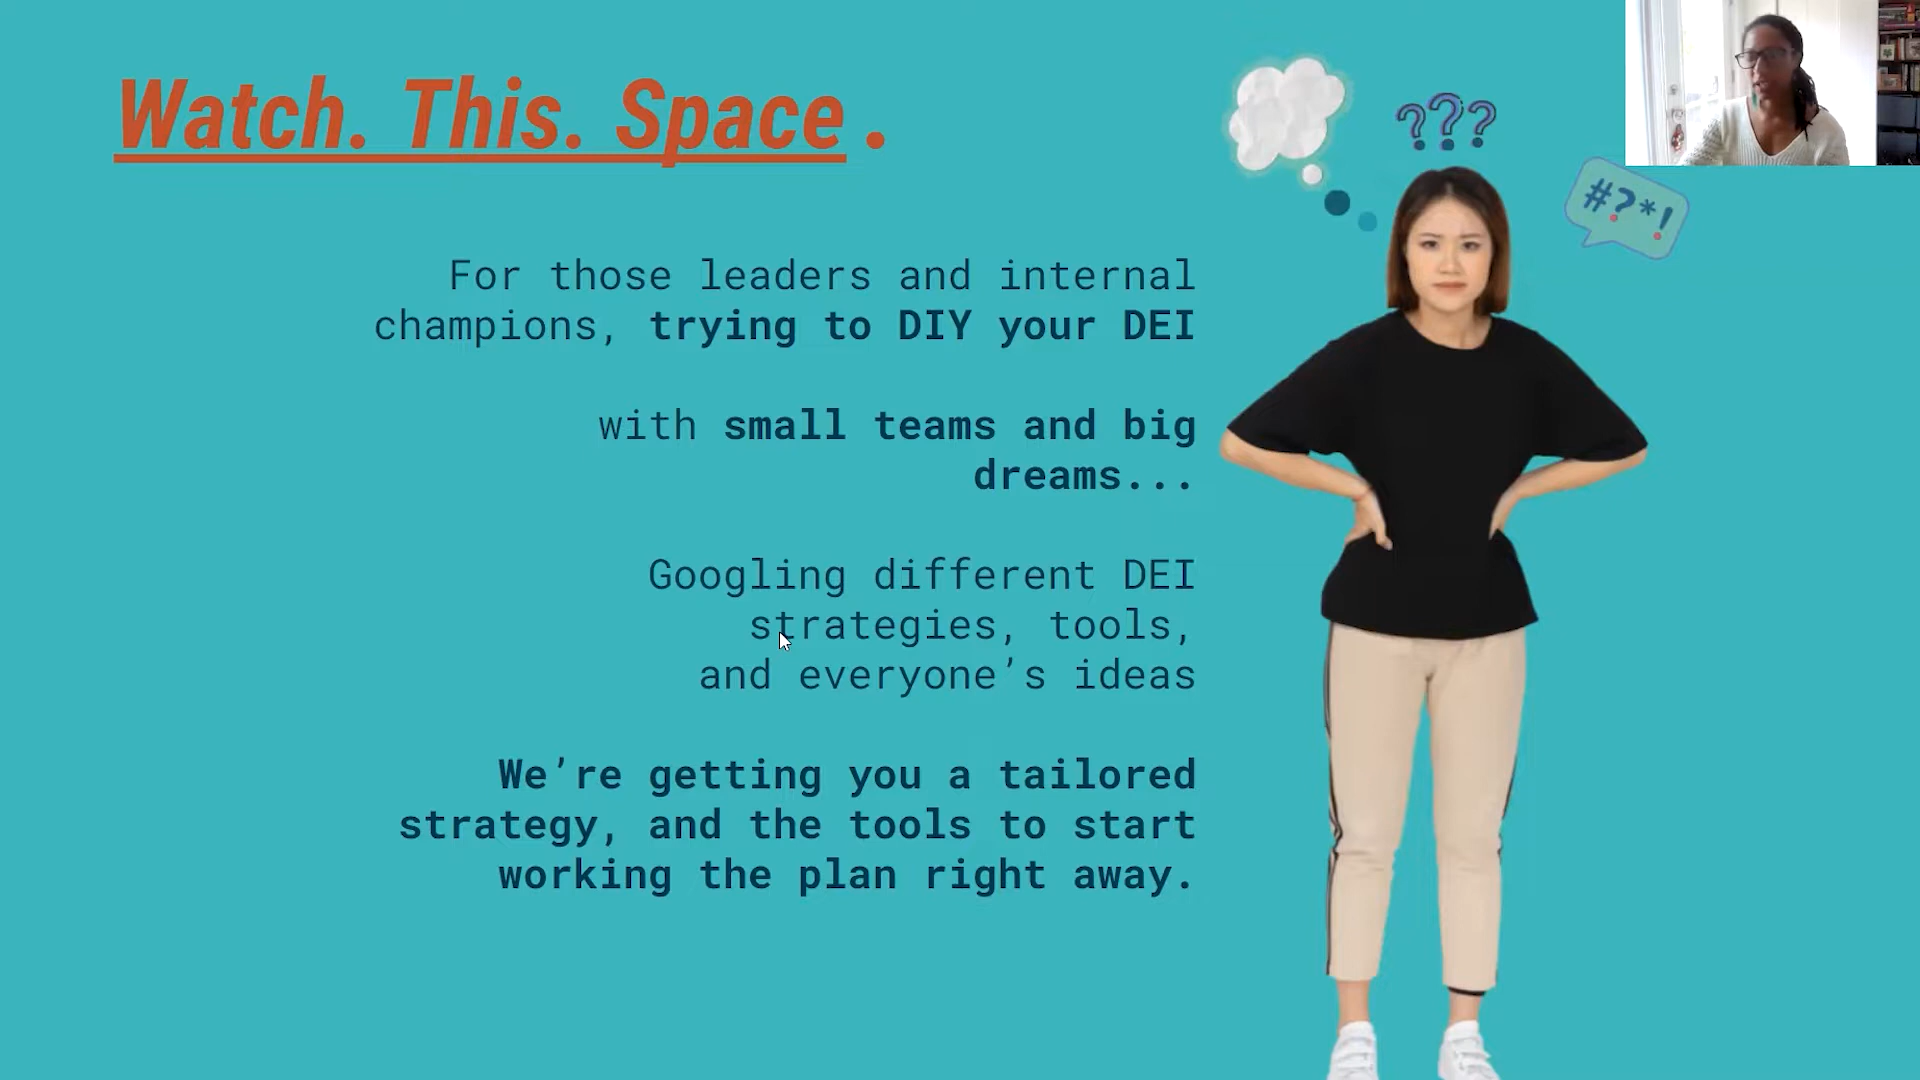 Watch. This. Space.
???
#?*!
For those leaders and internal
champions, trying to DIY your DEI
with small teams and big
dreams...
Googling different DEI
strategies, tools,
and everyone’s ideas
We’re getting you a tailored
strategy, and the tools to start
working the plan right away.